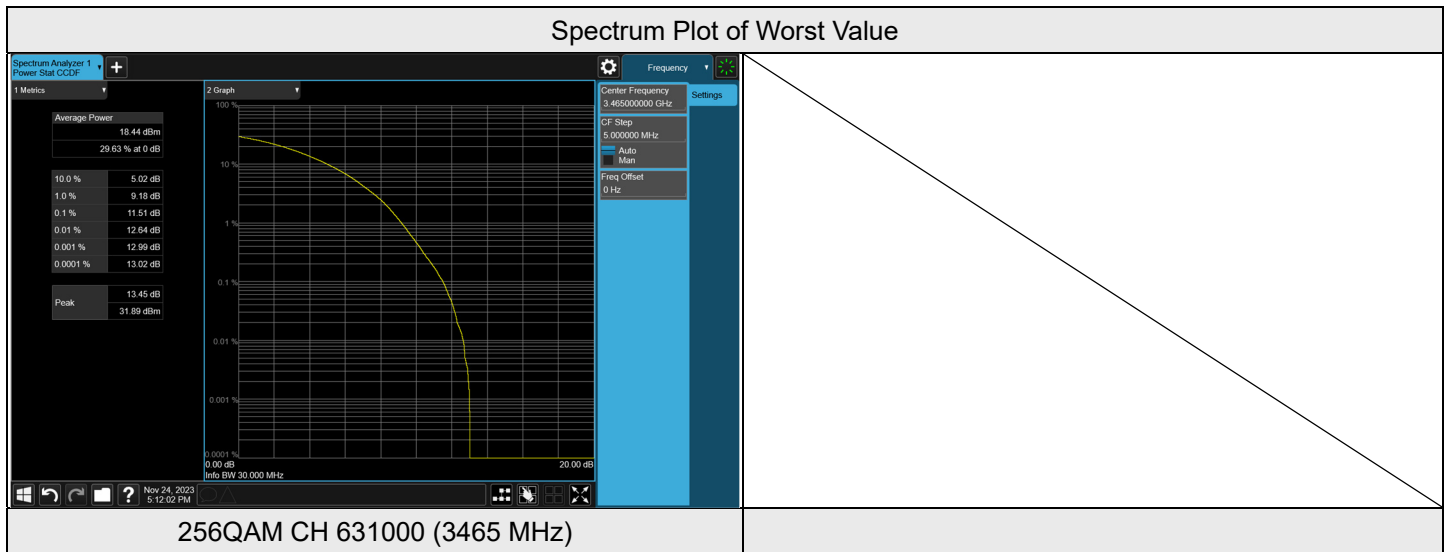 Spectrum Plot of Worst Value
Spectrum Analyzer 1
Power Stat CCDF
Frequency
1 Metrics
2 Graph
Center Frequency
3.465000000 GHz
Settings
CF Step
5.000000 MHz
Auto
Man
Freq Offset
0 Hz
Average Power
18.44 dBm
29.63 % at 0 dB
10.0 % 5.02 dB
1.0 % 9.18 dB
0.1 % 11.51 dB
0.01 % 12.64 dB
0.001 % 12.99 dB
0.0001 % 13.02 dB
Peak
13.45 dB
31.89 dBm
100 %
10 %
1 %
0.1 %
0.01 %
0.001 %
0.0001 %
0.00 dB 20.00 dB
Info BW 30.000 MHz
Nov 24, 2023
5:12:02 PM
256QAM CH 631000 (3465 MHz)